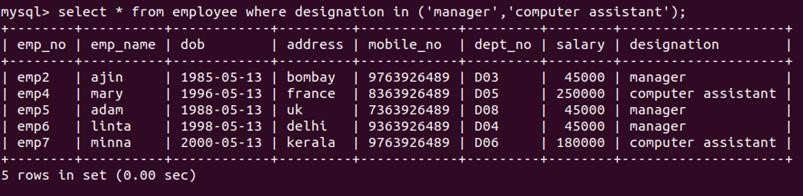 mysql> select * from employee where designation in ('manager','computer assistant');
+--------+----------+------------+---------+------------+---------+--------+--------------------+
| emp_no | emp_name | dob        | address | mobile_no  | dept_no | salary | designation        |
+--------+----------+------------+---------+------------+---------+--------+--------------------+
| emp2   | ajin     | 1985-05-13 | bombay  | 9763926489 | D03     |  45000 | manager            |
| emp4   | mary     | 1996-05-13 | france  | 8363926489 | D05     | 250000 | computer assistant |
| emp5   | adam     | 1988-05-13 | uk      | 7363926489 | D08     |  45000 | manager            |
| emp6   | linta    | 1998-05-13 | delhi   | 9363926489 | D04     |  45000 | manager            |
| emp7   | minna    | 2000-05-13 | kerala  | 9763926489 | D06     | 180000 | computer assistant |
+--------+----------+------------+---------+------------+---------+--------+--------------------+
5 rows in set (0.00 sec)